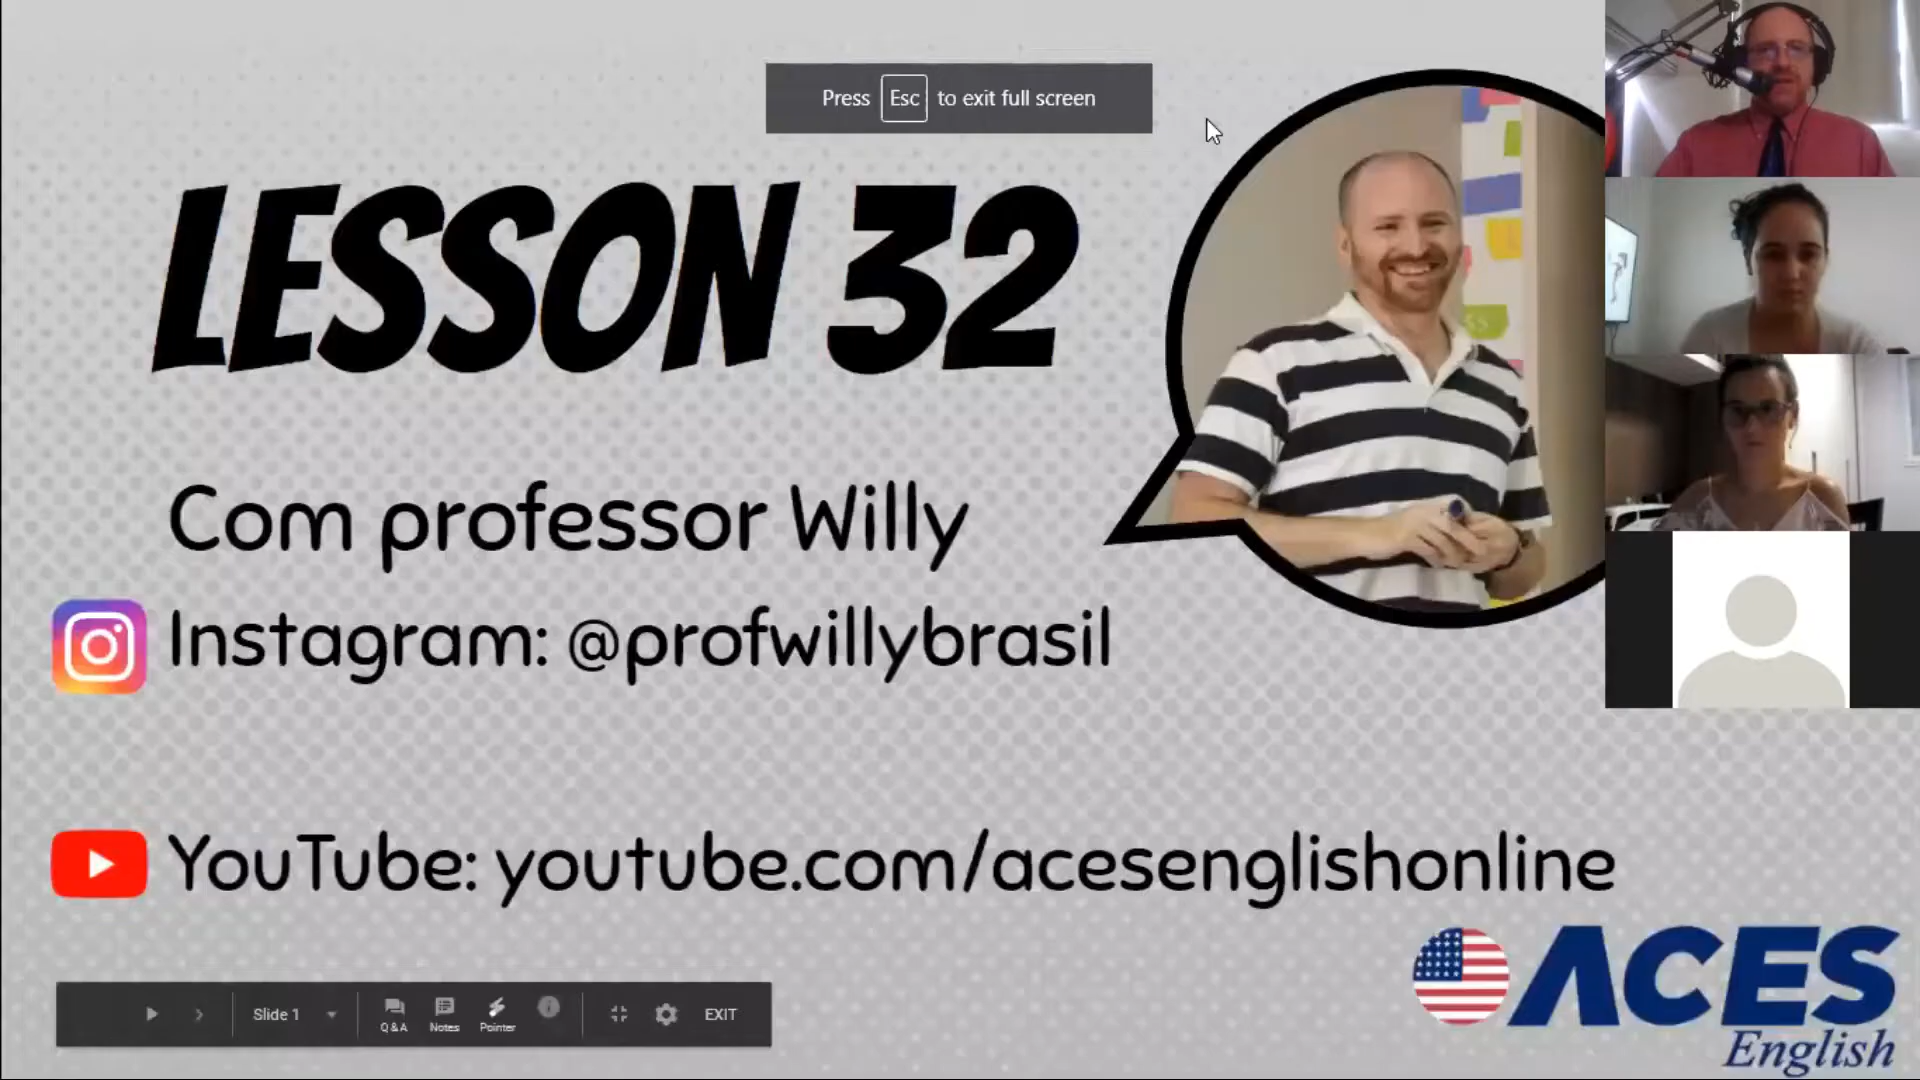 Press Esc to exit full screen
LESSON 32
Com professor Willy
Instagram: @profwillybrasil
YouTube: youtube.com/acesenglishonline
ACES
English
Slide 1
Q&A
Notes
Pointer
EXIT